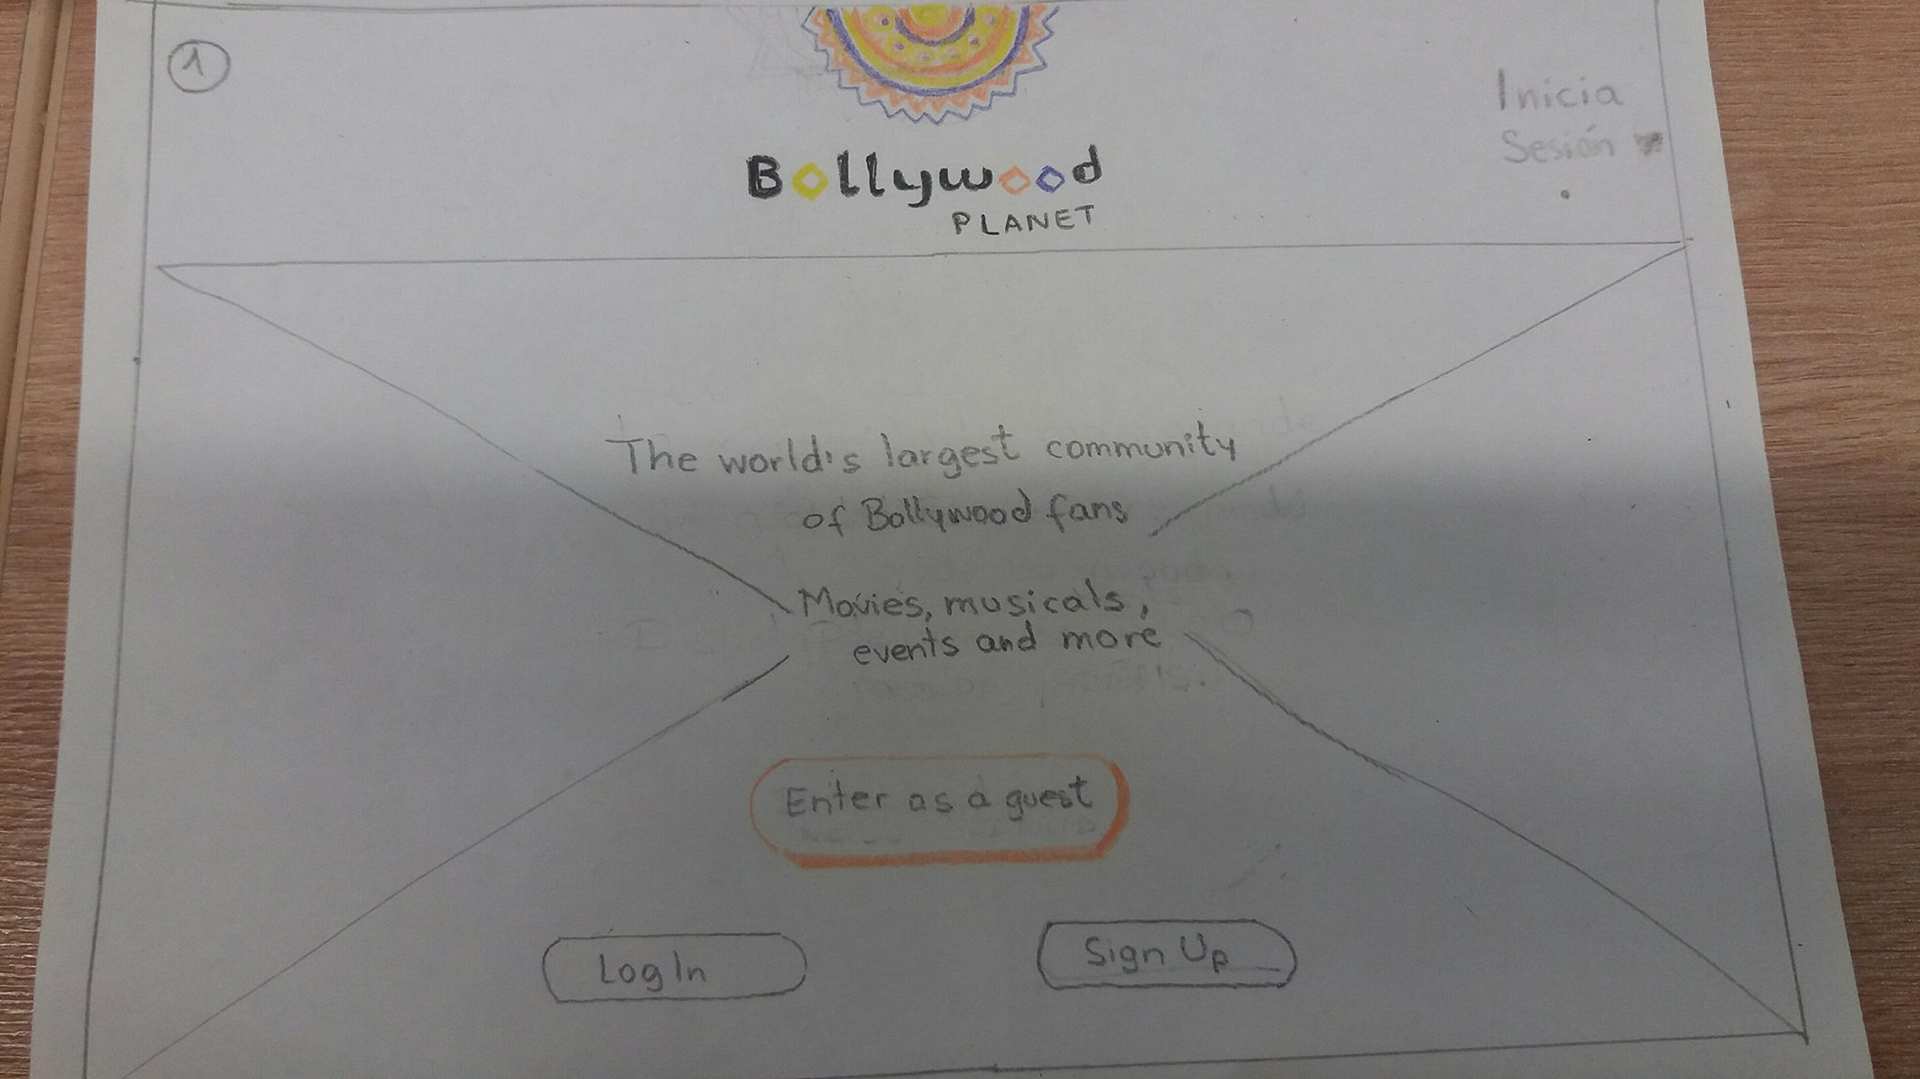 1
Inicia
Sesión
Bollywood
PLANET
The world's largest community
of Bollywood fans
Movies, musicals,
events and more
Enter as a guest
Log In
Sign Up